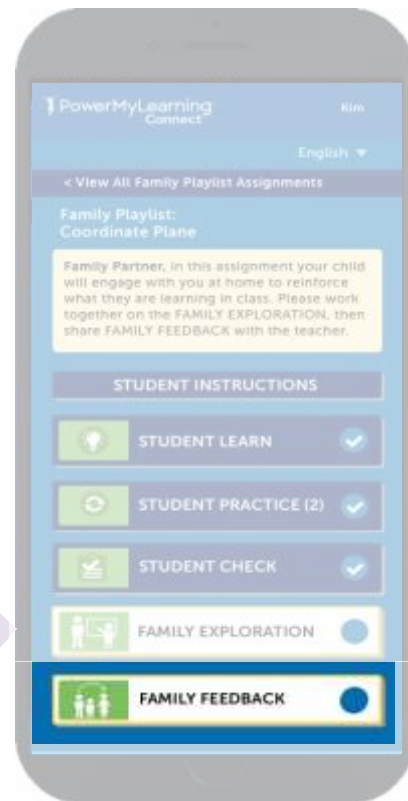 PowerMyLearning
Connect
Kim
English
< View All Family Playlist Assignments
Family Playlist:
Coordinate Plane
Family Partner, in this assignment your child
will engage with you at home to reinforce
what they are learning in class. Please work
together on the FAMILY EXPLORATION, then
share FAMILY FEEDBACK with the teacher.
STUDENT INSTRUCTIONS
STUDENT LEARN
STUDENT PRACTICE (2)
STUDENT CHECK
FAMILY EXPLORATION
FAMILY FEEDBACK